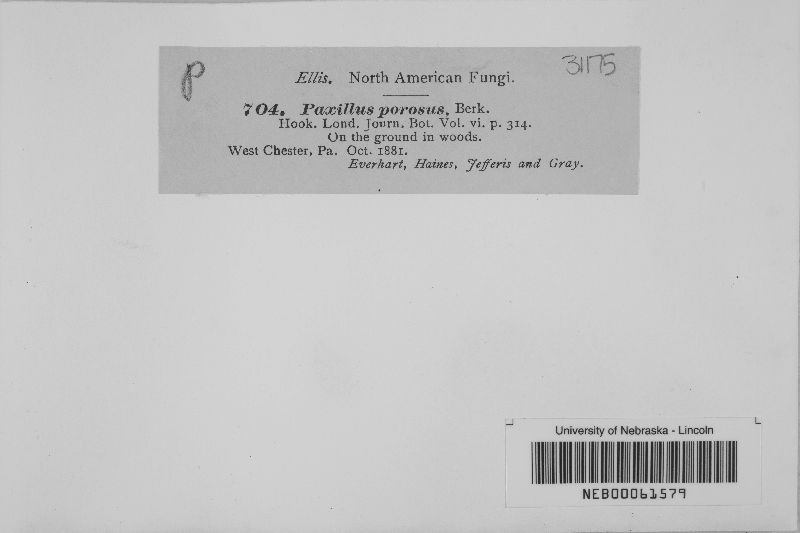 P
31175
Ellis. North American Fungi.
704. Paxillus porosus, Berk.
Hook. Lond. Journ. Bot. Vol. vi. p. 314.
On the ground in woods.
West Chester, Pa. Oct. 1881.
Everhart, Haines, Jefferis and Gray.
University of Nebraska - Lincoln
NEB00061579